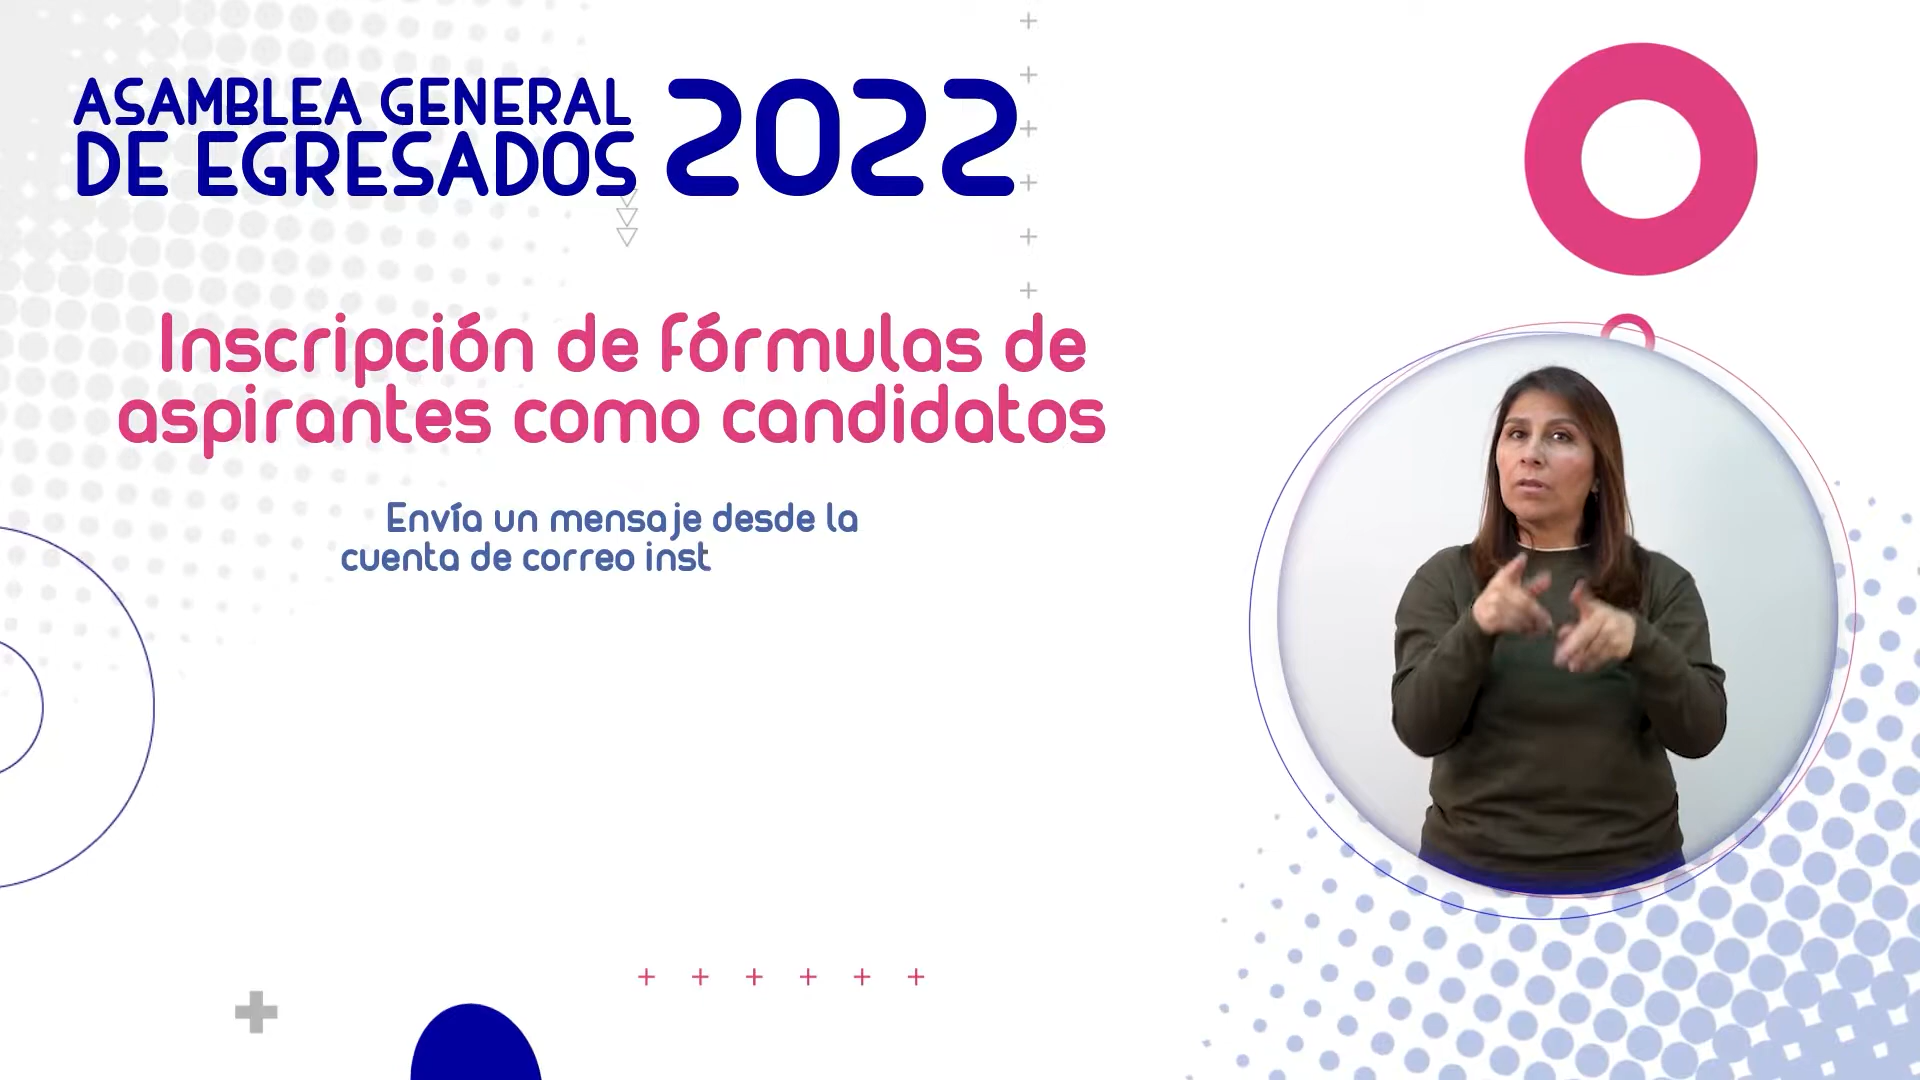 ASAMBLEA GENERAL
DE EGRESADOS 2022
Inscripción de fórmulas de
aspirantes como candidatos
Envía un mensaje desde la
cuenta de correo inst